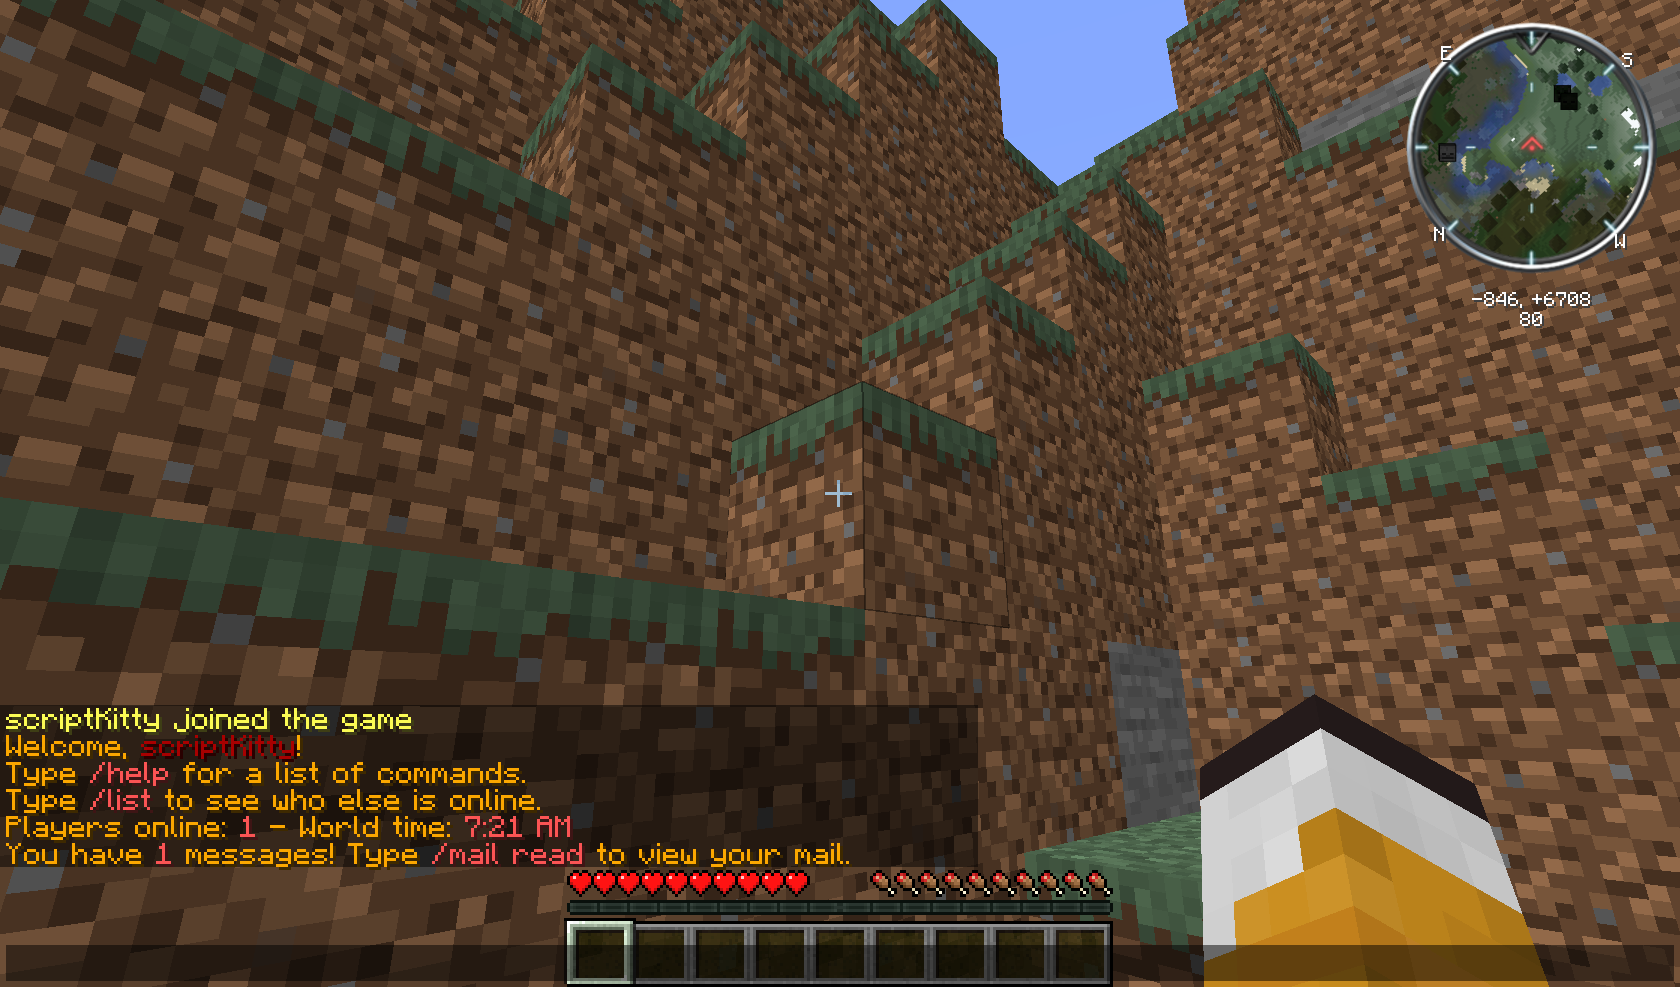 E
S
N
W
-846, +6708
80
scriptKitty joined the game
Welcome, scriptKitty!
Type /help for a list of commands.
Type /list to see who else is online.
Players online: 1 - World time: 7:21 AM
You have 1 messages! Type /mail read to view your mail.